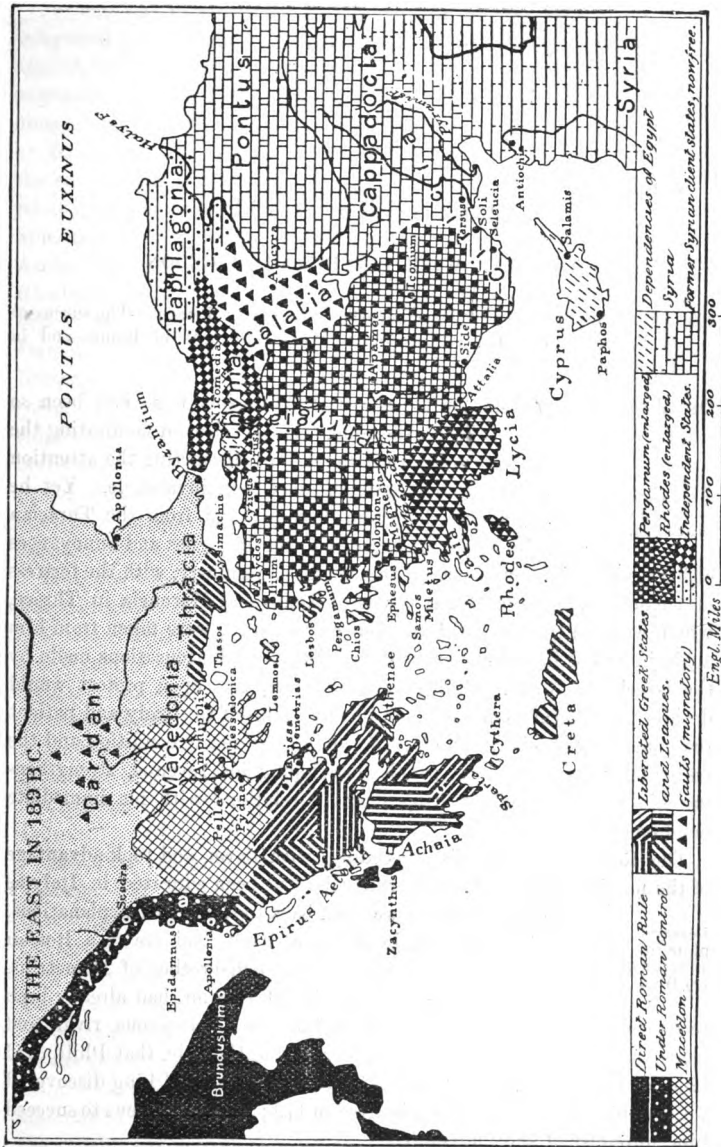 THE EAST IN 189 B.C.
PONTUS EUXINUS
Halys F.
Paphlagonia
Pontus
Cappadocia
Syria
Galatia
Ancyra
Bithynia
Nicomedia
Prusa
Byzantium
Apollonia
Dardani
Thracia
Macedonia
Lysimachia
Amphipolis
Thessalonica
Pella
Pydna
Thasos
Lemnos
Scodra
Epidamnus
Apollonia
Brundusium
Epirus
Aetolia
Larissa
Demetrias
Athenae
Achaia
Sparta
Cythera
Zacynthus
Creta
Abydos
Cyzicus
Ilium
Lesbos
Pergamum
Chios
Colophon
Magnesia
Ephesus
Samos
Miletus
Caria
Rhodes
Lycia
Apamea
Iconium
Side
Attalia
Tarsus
Soli
Seleucia
Antiochia
Cyprus
Salamis
Paphos
Direct Roman Rule
Under Roman Control
Macedon
Liberated Greek States
and Leagues.
Gauls (migratory)
Pergamum (enlarged)
Rhodes (enlarged)
Independent States.
Dependencies of Egypt
Syria
Former Syrian client states, now free.
0 100 200 300
Engl. Miles